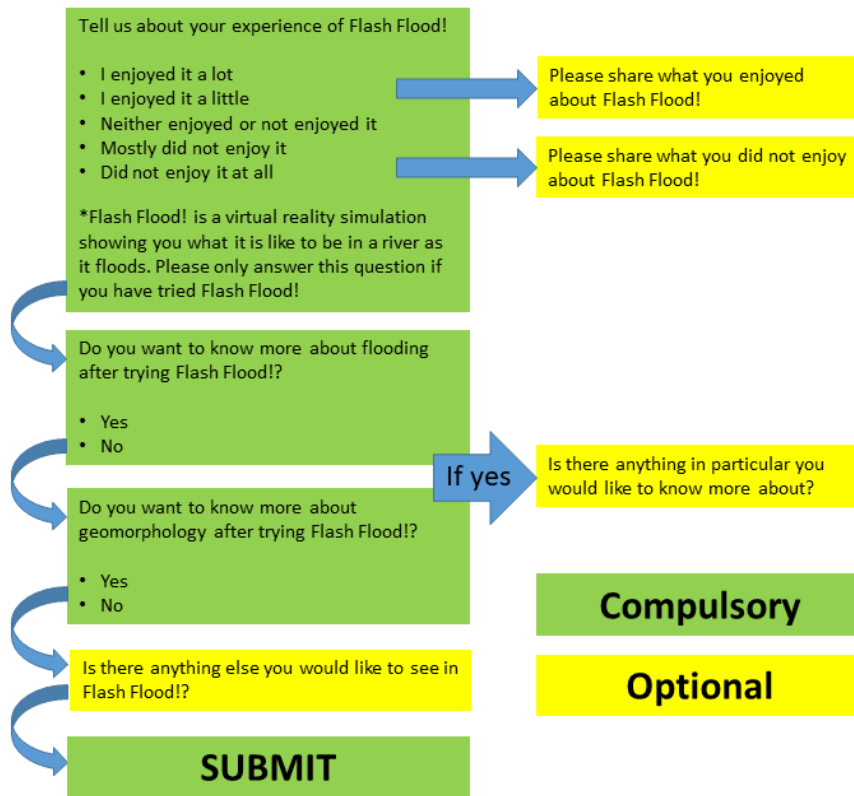 Tell us about your experience of Flash Flood!
• I enjoyed it a lot
• I enjoyed it a little
• Neither enjoyed or not enjoyed it
• Mostly did not enjoy it
• Did not enjoy it at all
*Flash Flood! is a virtual reality simulation
showing you what it is like to be in a river as
it floods. Please only answer this question if
you have tried Flash Flood!
Please share what you enjoyed
about Flash Flood!
Please share what you did not enjoy
about Flash Flood!
Do you want to know more about flooding
after trying Flash Flood!?
• Yes
• No
If yes
Is there anything in particular you
would like to know more about?
Do you want to know more about
geomorphology after trying Flash Flood!?
• Yes
• No
Is there anything else you would like to see in
Flash Flood!?
SUBMIT
Compulsory
Optional